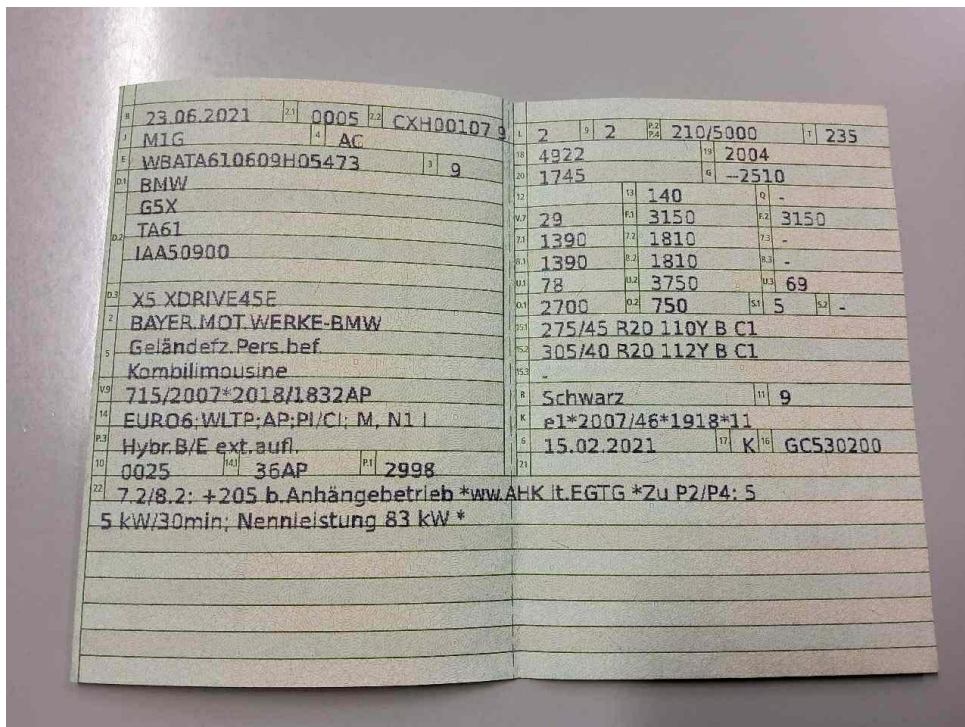 B 23.06.2021 2.1 0005 2.2 CXH00107 9
J M1G 4 AC
E WBATA610609H05473 3 9
D.1 BMW
G5X
D.2 TA61
IAA50900
D.3 X5 XDRIVE45E
2 BAYER.MOT.WERKE-BMW
5 Geländefz.Pers.bef.
Kombilimousine
V.9 715/2007*2018/1832AP
14 EURO6;WLTP;AP;PI/CI; M, N1 I
P.3 Hybr.B/E ext.aufl.
10 0025 14.1 36AP P.1 2998
L 2 9 2 P.2 P.4 210/5000 T 235
18 4922 19 2004
20 1745 G --2510
12 13 140 Q -
V.7 29 F.1 3150 F.2 3150
7.1 1390 7.2 1810 7.3 -
8.1 1390 8.2 1810 8.3 -
U.1 78 U.2 3750 U.3 69
O.1 2700 O.2 750 S.1 5 S.2 -
15.1 275/45 R20 110Y B C1
15.2 305/40 R20 112Y B C1
15.3 -
R Schwarz 11 9
K e1*2007/46*1918*11
6 15.02.2021 17 K 16 GC530200
21
22 7.2/8.2: +205 b.Anhängebetrieb *ww.AHK lt.EGTG *Zu P2/P4: 5
5 kW/30min; Nennleistung 83 kW *